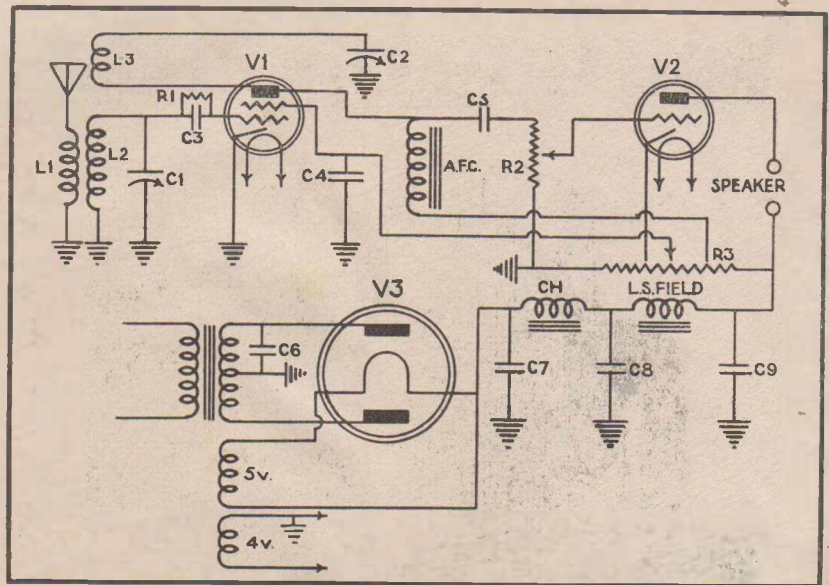 L3
C2
V1
V2
R1
C3
C5
L1
L2
C1
C4
A.F.C.
R2
SPEAKER
R3
CH
L.S.FIELD
V3
C6
C7
C8
C9
5v.
4v.